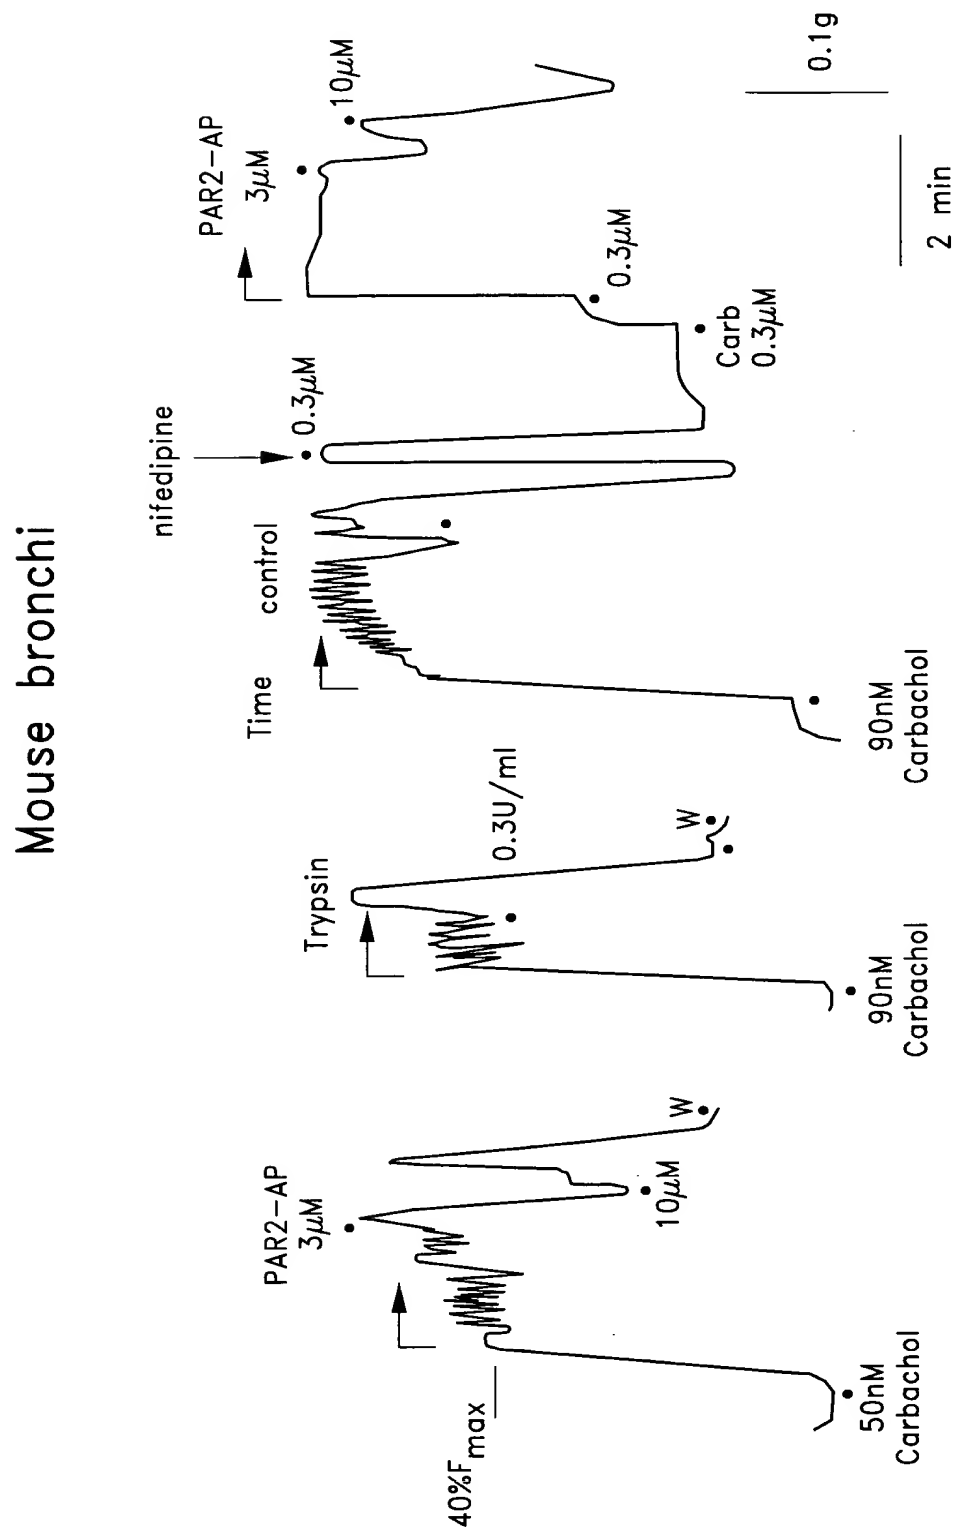 Mouse bronchi
PAR2-AP
3μM
10μM
W
40%Fmax
50nM
Carbachol
Trypsin
0.3U/ml
W
90nM
Carbachol
Time
control
nifedipine
0.3μM
90nM
Carbachol
PAR2-AP
3μM
10μM
0.3μM
Carb
0.3μM
0.1g
2 min